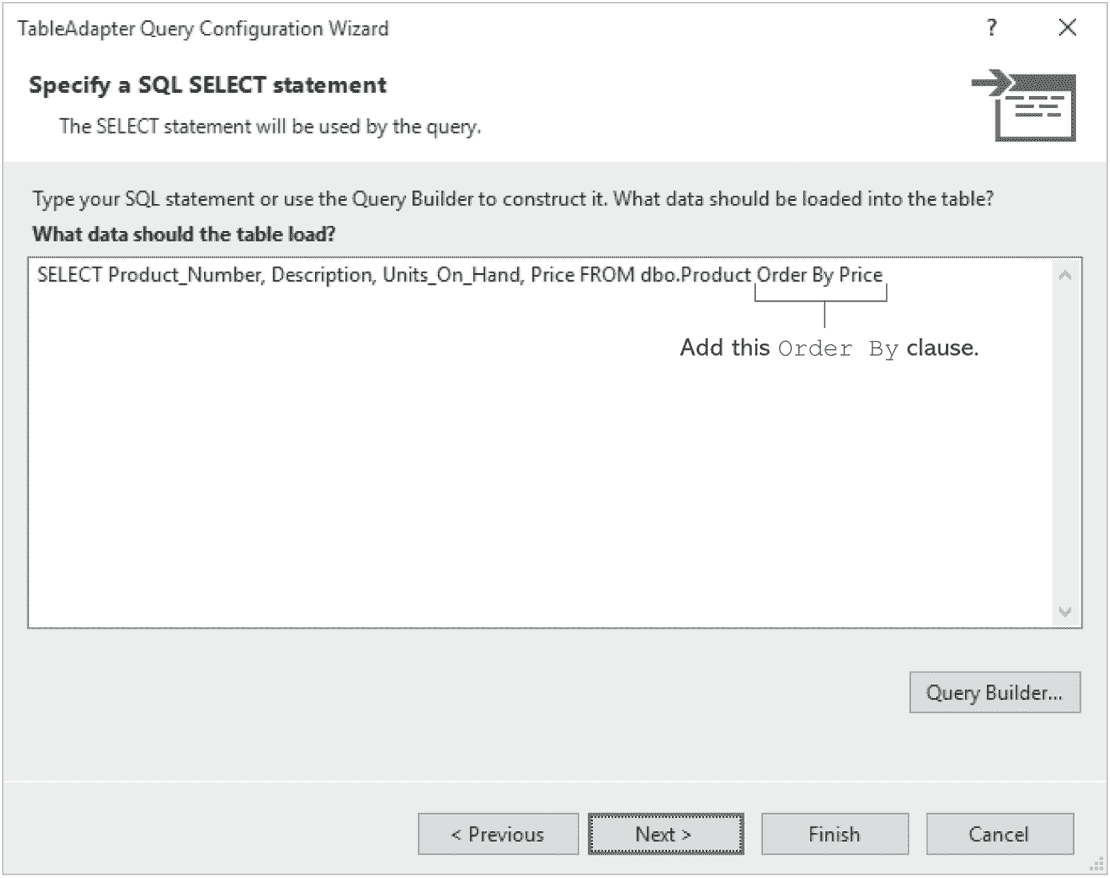 TableAdapter Query Configuration Wizard
?
Specify a SQL SELECT statement
The SELECT statement will be used by the query.
Type your SQL statement or use the Query Builder to construct it. What data should be loaded into the table?
What data should the table load?
SELECT Product_Number, Description, Units_On_Hand, Price FROM dbo.Product Order By Price
Add this Order By clause.
Query Builder...
< Previous
Next >
Finish
Cancel